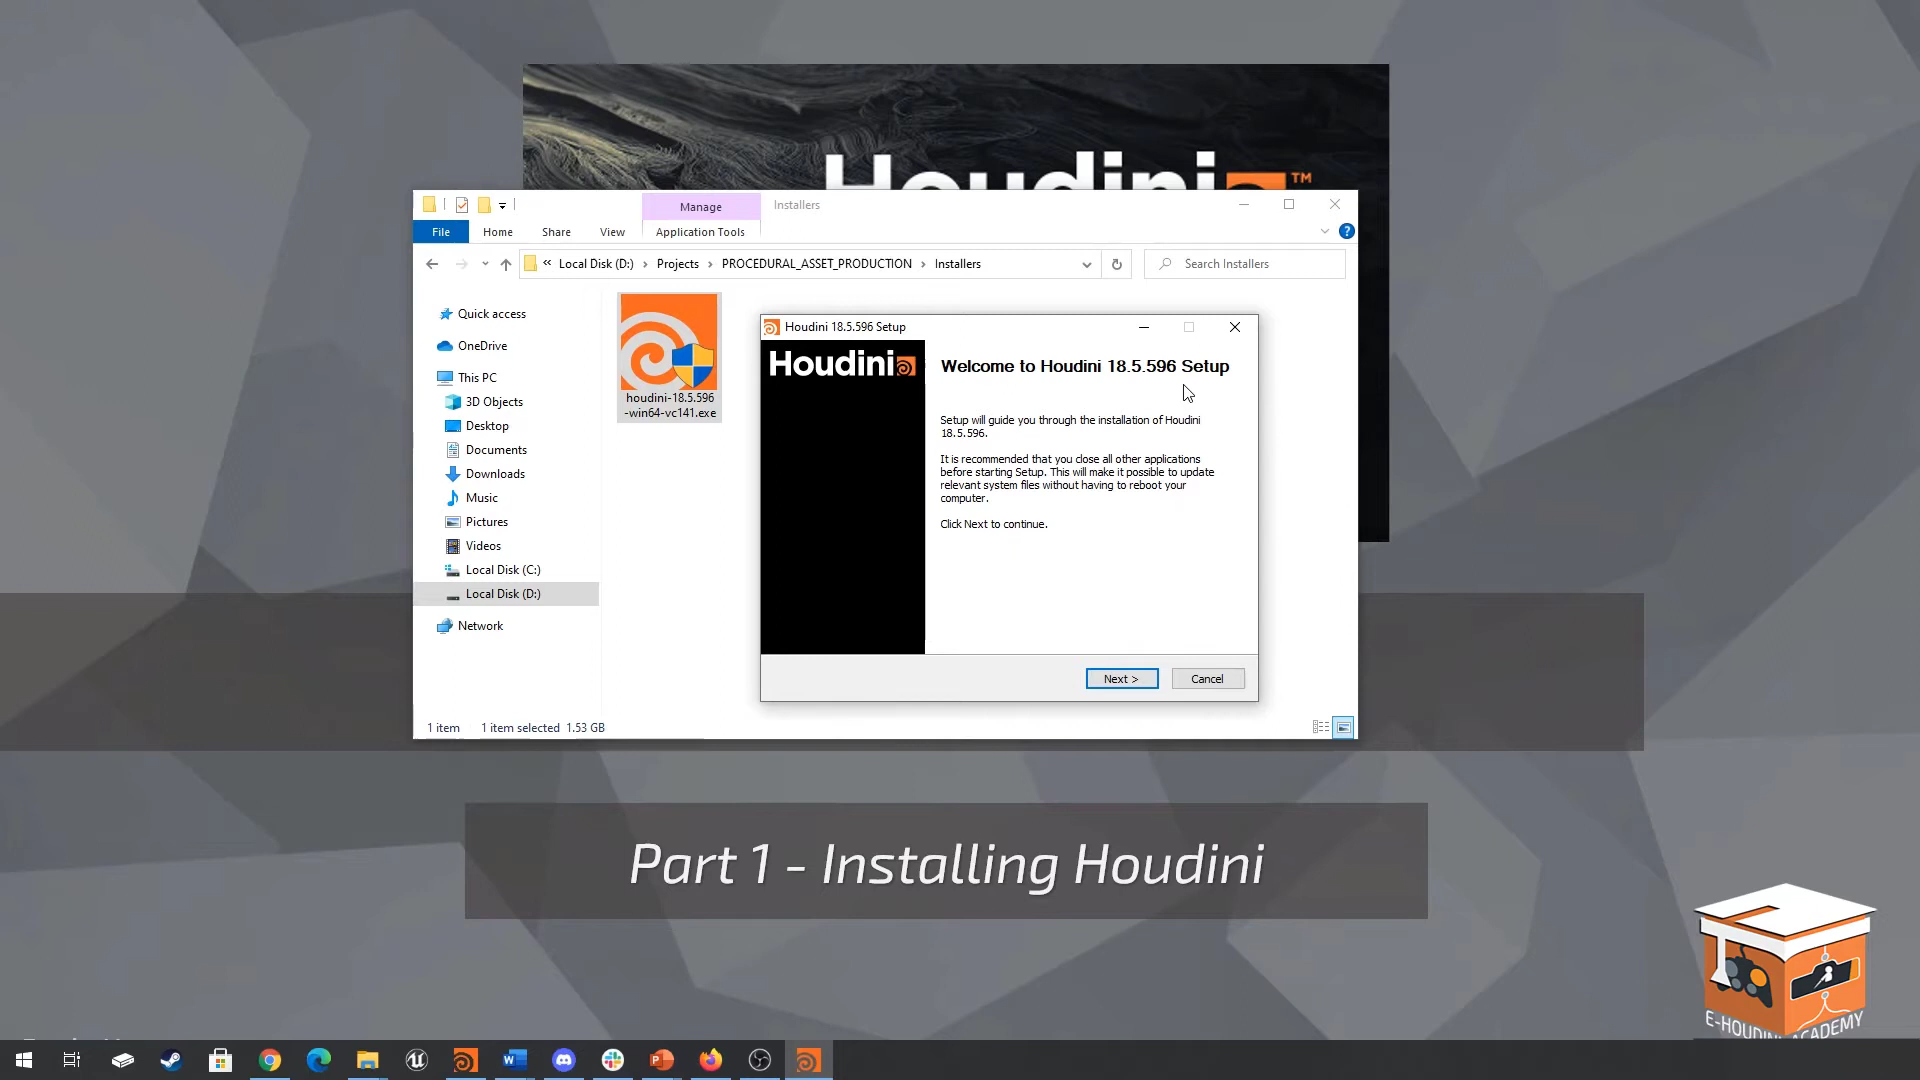 Houdini™
Manage
Installers
File
Home
Share
View
Application Tools
?
« Local Disk (D:) › Projects › PROCEDURAL_ASSET_PRODUCTION › Installers
Search Installers
Quick access
OneDrive
This PC
3D Objects
Desktop
Documents
Downloads
Music
Pictures
Videos
Local Disk (C:)
Local Disk (D:)
Network
houdini-18.5.596
-win64-vc141.exe
Houdini 18.5.596 Setup
Houdini
Welcome to Houdini 18.5.596 Setup
Setup will guide you through the installation of Houdini
18.5.596.
It is recommended that you close all other applications
before starting Setup. This will make it possible to update
relevant system files without having to reboot your
computer.
Click Next to continue.
Next >
Cancel
1 item
1 item selected 1.53 GB
Part 1 - Installing Houdini
E-HOUDINI ACADEMY